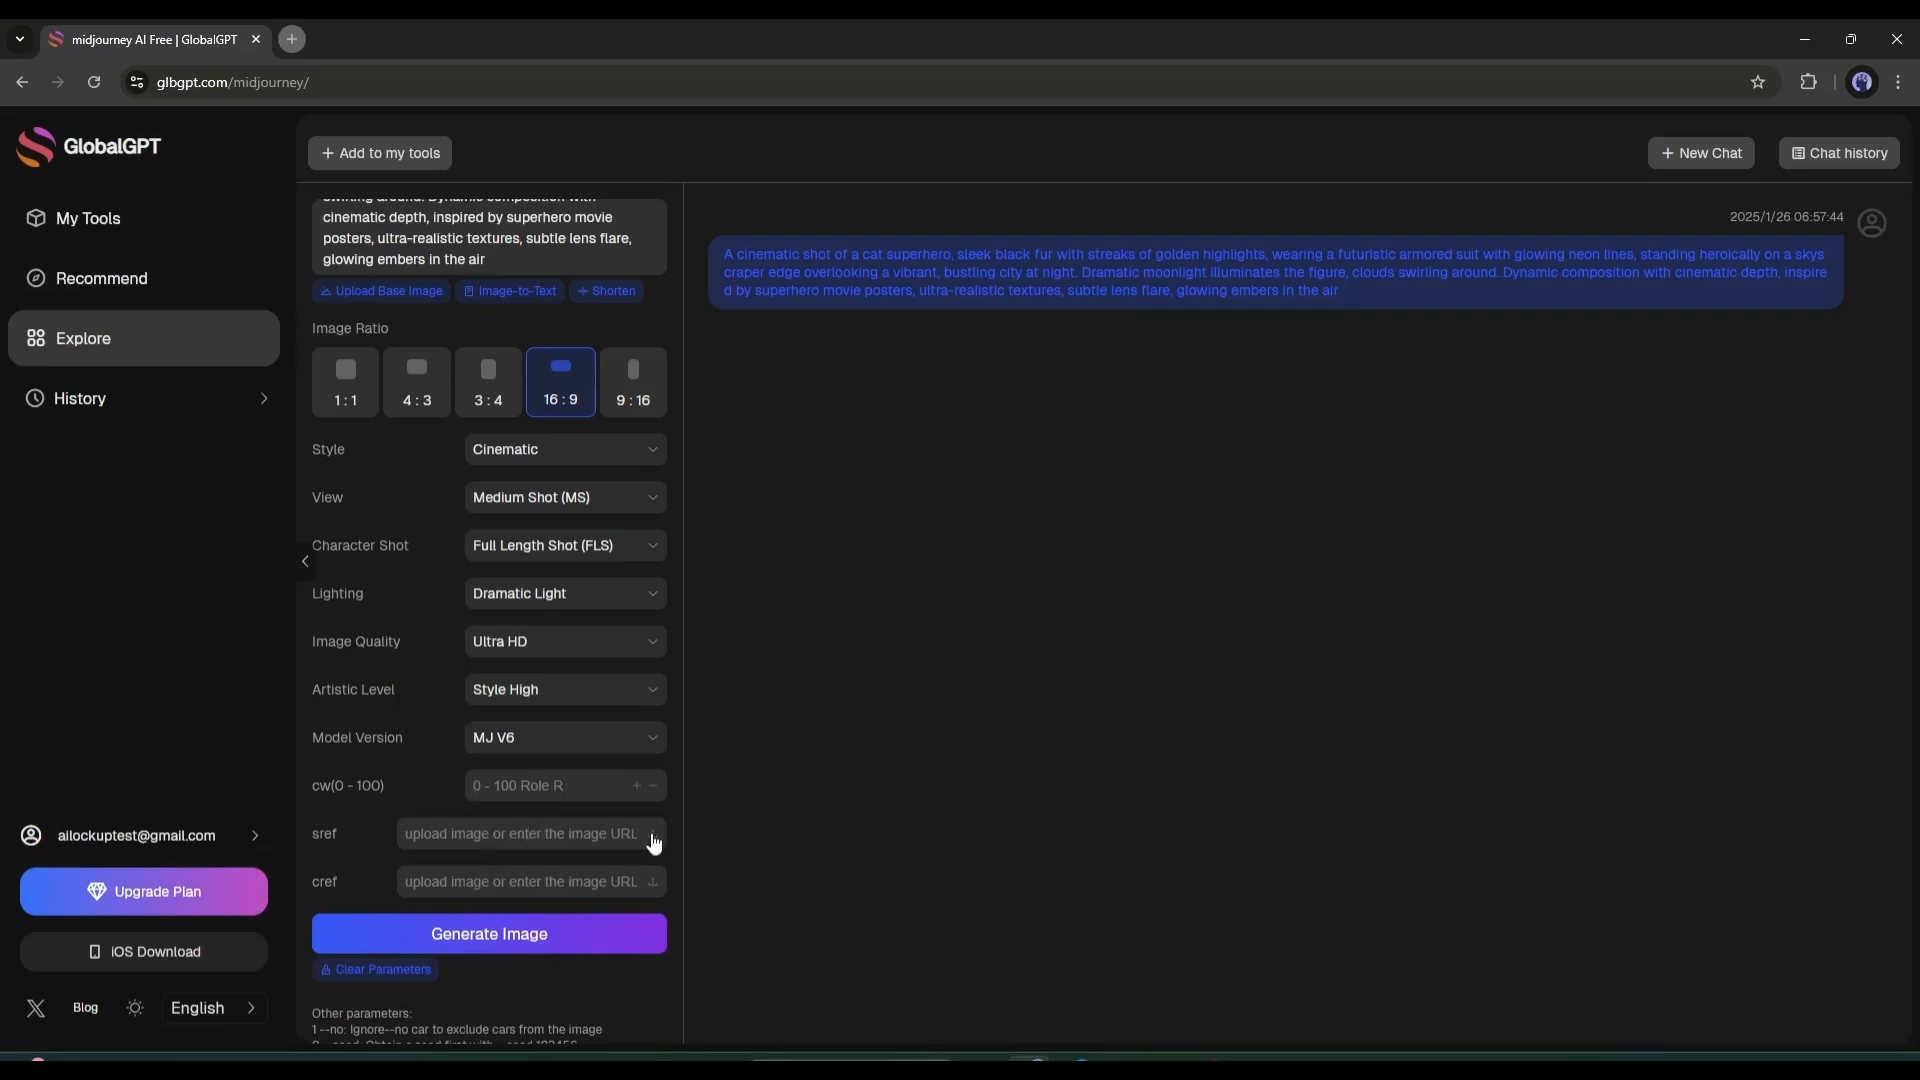 midjourney AI Free | GlobalGPT
glbgpt.com/midjourney/
GlobalGPT
+ Add to my tools
+ New Chat
Chat history
My Tools
Recommend
Explore
History
cinematic depth, inspired by superhero movie
posters, ultra-realistic textures, subtle lens flare,
glowing embers in the air
Upload Base Image
Image-to-Text
Shorten
2025/1/26 06:57:44
A cinematic shot of a cat superhero, sleek black fur with streaks of golden highlights, wearing a futuristic armored suit with glowing neon lines, standing heroically on a skys
craper edge overlooking a vibrant, bustling city at night. Dramatic moonlight illuminates the figure, clouds swirling around. Dynamic composition with cinematic depth, inspire
d by superhero movie posters, ultra-realistic textures, subtle lens flare, glowing embers in the air
Image Ratio
1 : 1
4 : 3
3 : 4
16 : 9
9 : 16
Style
Cinematic
View
Medium Shot (MS)
Character Shot
Full Length Shot (FLS)
Lighting
Dramatic Light
Image Quality
Ultra HD
Artistic Level
Style High
Model Version
MJ V6
cw(0 - 100)
0 - 100 Role R
sref
upload image or enter the image URL
cref
upload image or enter the image URL
Generate Image
Clear Parameters
Other parameters:
1 --no: Ignore--no car to exclude cars from the image
ailockuptest@gmail.com
Upgrade Plan
iOS Download
Blog
English